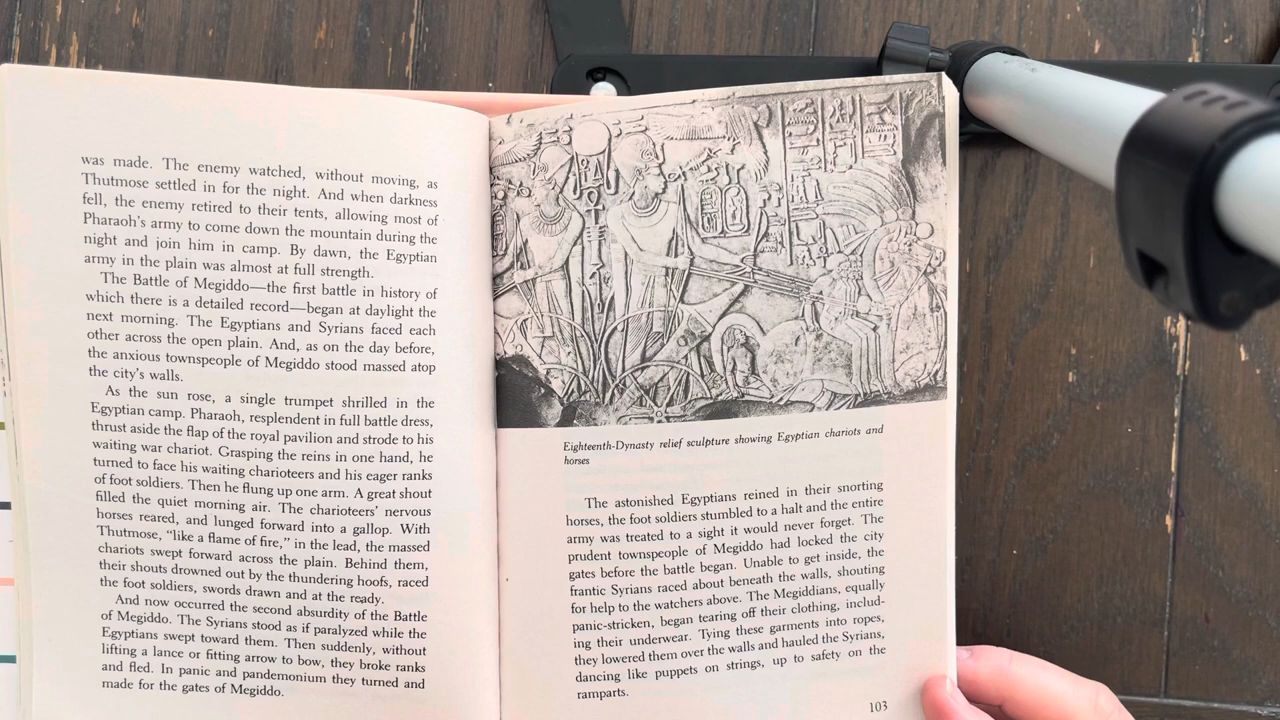 was made. The enemy watched, without moving, as
Thutmose settled in for the night. And when darkness
fell, the enemy retired to their tents, allowing most of
Pharaoh's army to come down the mountain during the
night and join him in camp. By dawn, the Egyptian
army in the plain was almost at full strength.
The Battle of Megiddo—the first battle in history of
which there is a detailed record—began at daylight the
next morning. The Egyptians and Syrians faced each
other across the open plain. And, as on the day before,
the anxious townspeople of Megiddo stood massed atop
the city's walls.
As the sun rose, a single trumpet shrilled in the
Egyptian camp. Pharaoh, resplendent in full battle dress,
thrust aside the flap of the royal pavilion and strode to his
waiting war chariot. Grasping the reins in one hand, he
turned to face his waiting charioteers and his eager ranks
of foot soldiers. Then he flung up one arm. A great shout
filled the quiet morning air. The charioteers' nervous
horses reared, and lunged forward into a gallop. With
Thutmose, "like a flame of fire," in the lead, the massed
chariots swept forward across the plain. Behind them,
their shouts drowned out by the thundering hoofs, raced
the foot soldiers, swords drawn and at the ready.
And now occurred the second absurdity of the Battle
of Megiddo. The Syrians stood as if paralyzed while the
Egyptians swept toward them. Then suddenly, without
lifting a lance or fitting arrow to bow, they broke ranks
and fled. In panic and pandemonium they turned and
made for the gates of Megiddo.
Eighteenth-Dynasty relief sculpture showing Egyptian chariots and
horses
The astonished Egyptians reined in their snorting
horses, the foot soldiers stumbled to a halt and the entire
army was treated to a sight it would never forget. The
prudent townspeople of Megiddo had locked the city
gates before the battle began. Unable to get inside, the
frantic Syrians raced about beneath the walls, shouting
for help to the watchers above. The Megiddians, equally
panic-stricken, began tearing off their clothing, includ-
ing their underwear. Tying these garments into ropes,
they lowered them over the walls and hauled the Syrians,
dancing like puppets on strings, up to safety on the
ramparts.
103